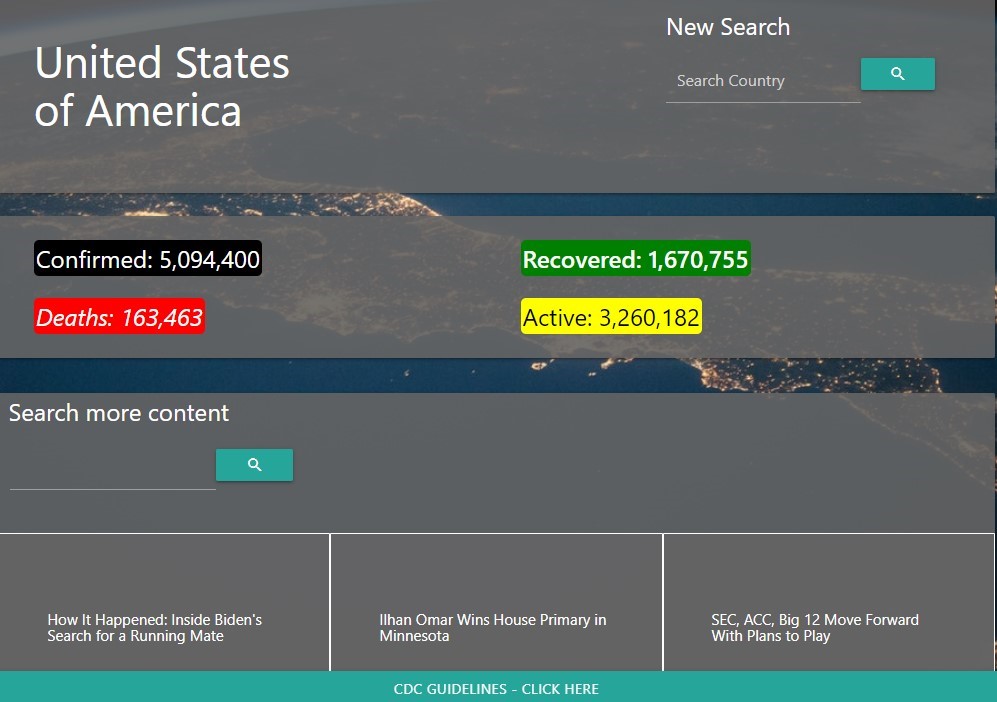 United States
of America
New Search
Search Country
Confirmed: 5,094,400
Recovered: 1,670,755
Deaths: 163,463
Active: 3,260,182
Search more content
How It Happened: Inside Biden's
Search for a Running Mate
Ilhan Omar Wins House Primary in
Minnesota
SEC, ACC, Big 12 Move Forward
With Plans to Play
CDC GUIDELINES - CLICK HERE